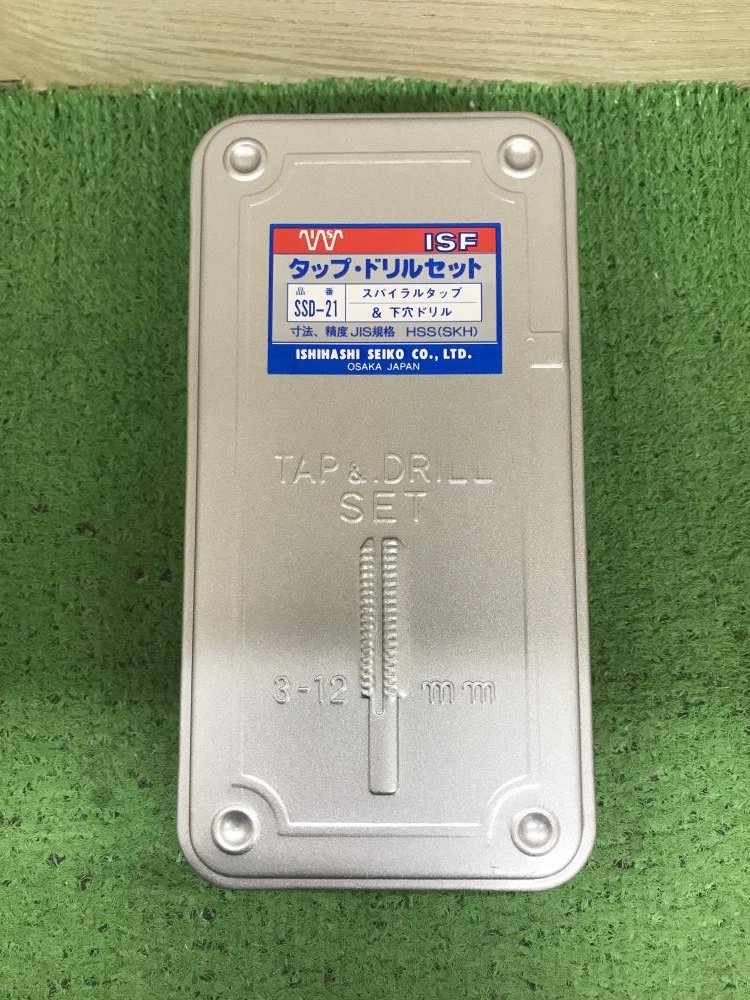 ISF
タップ・ドリルセット
品番 SSD-21
スパイラルタップ
& 下穴ドリル
寸法、精度 JIS規格 HSS(SKH)
ISHIHASHI SEIKO CO., LTD.
OSAKA JAPAN
TAP & DRILL
SET
3-12 mm